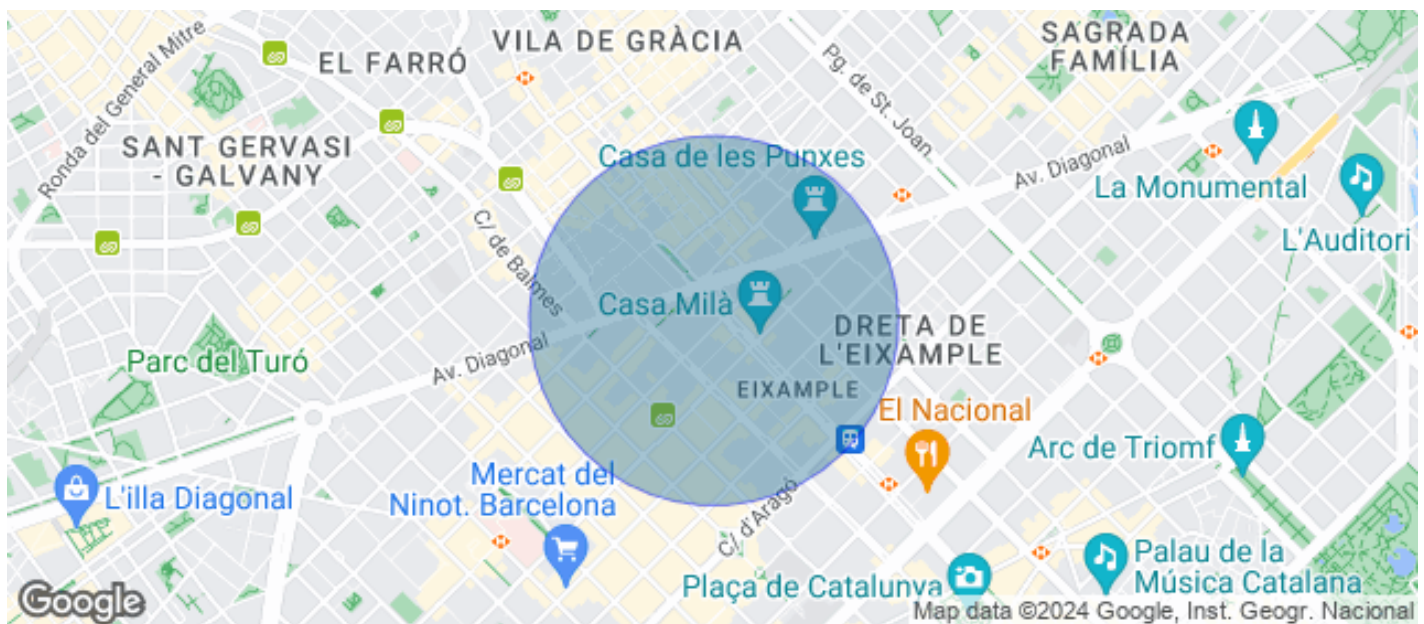 Ronda del General Mitre
EL FARRÓ
VILA DE GRÀCIA
SAGRADA
FAMÍLIA
Pg. de St. Joan
SANT GERVASI
- GALVANY
Casa de les Punxes
Av. Diagonal
La Monumental
L'Auditori
C/ de Balmes
Casa Milà
DRETA DE
L'EIXAMPLE
Parc del Turó
Av. Diagonal
EIXAMPLE
El Nacional
Arc de Triomf
L'illa Diagonal
Mercat del
Ninot. Barcelona
C/ d'Aragó
Plaça de Catalunya
Palau de la
Música Catalana
Google
Map data ©2024 Google, Inst. Geogr. Nacional